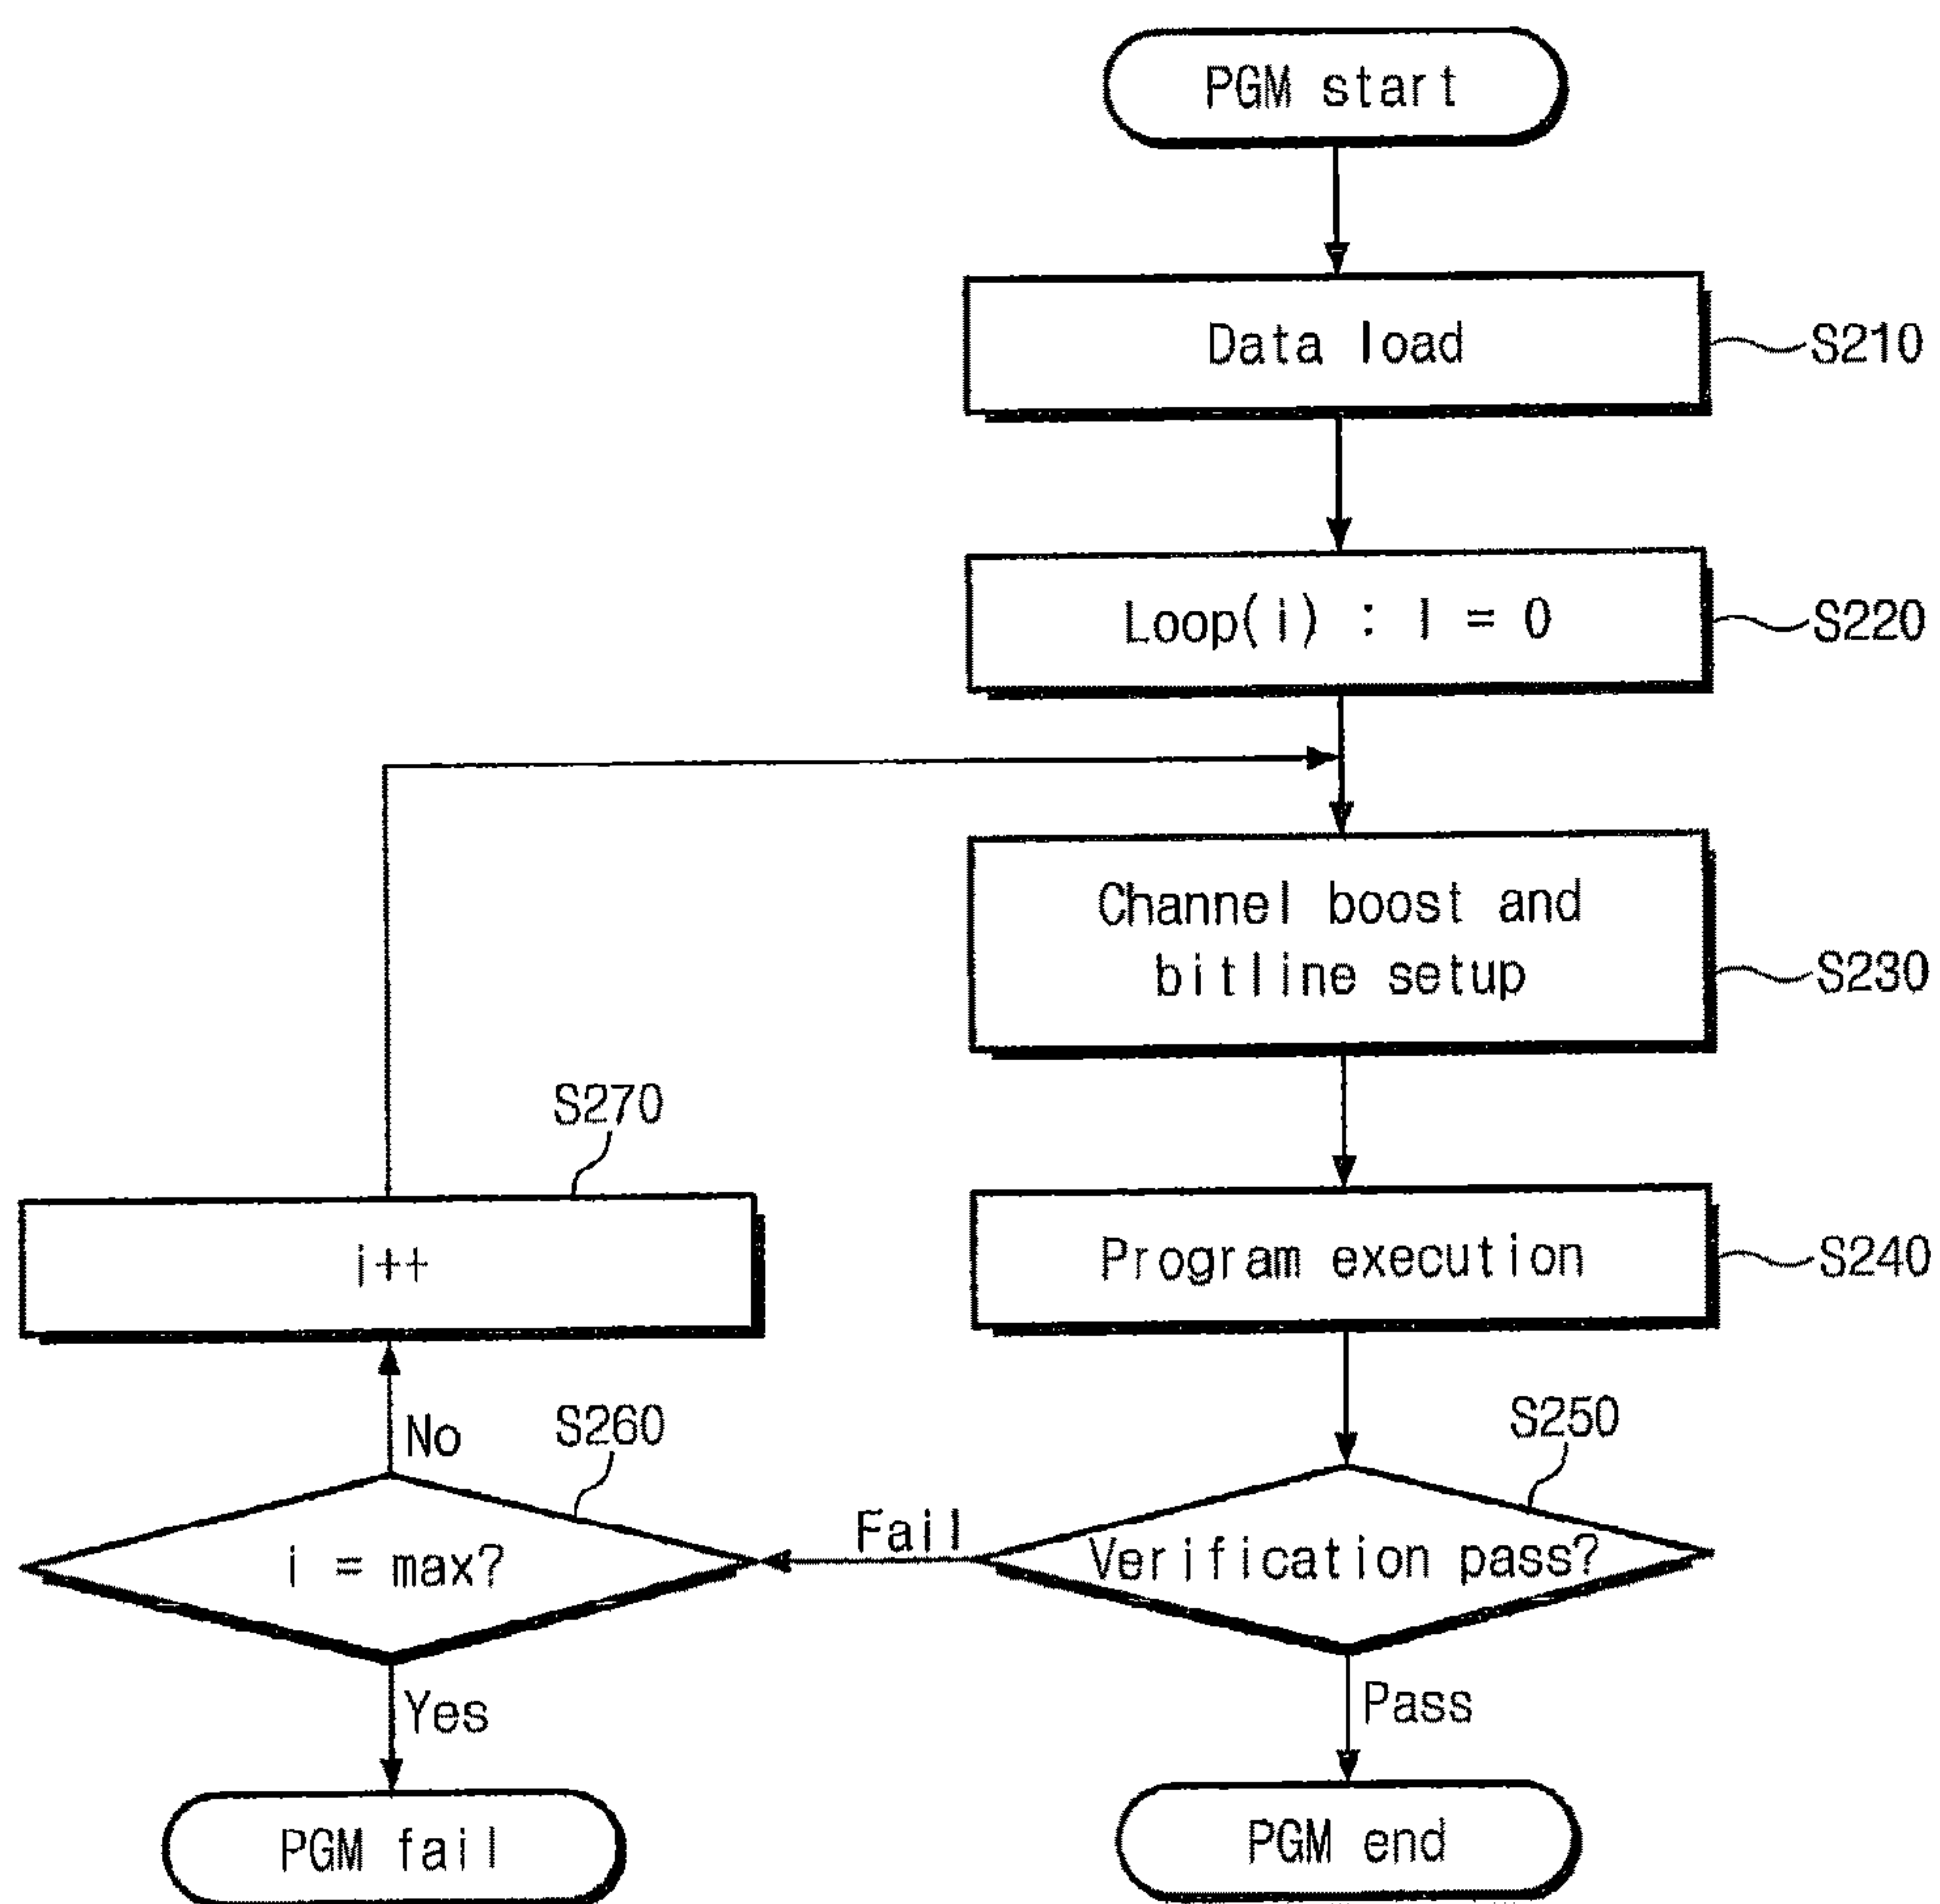 PGM start
Data load
S210
Loop(i) : I = 0
S220
Channel boost and
bitline setup
S230
S270
i++
Program execution
S240
No
S260
S250
i = max?
Fail
Verification pass?
Yes
Pass
PGM fail
PGM end